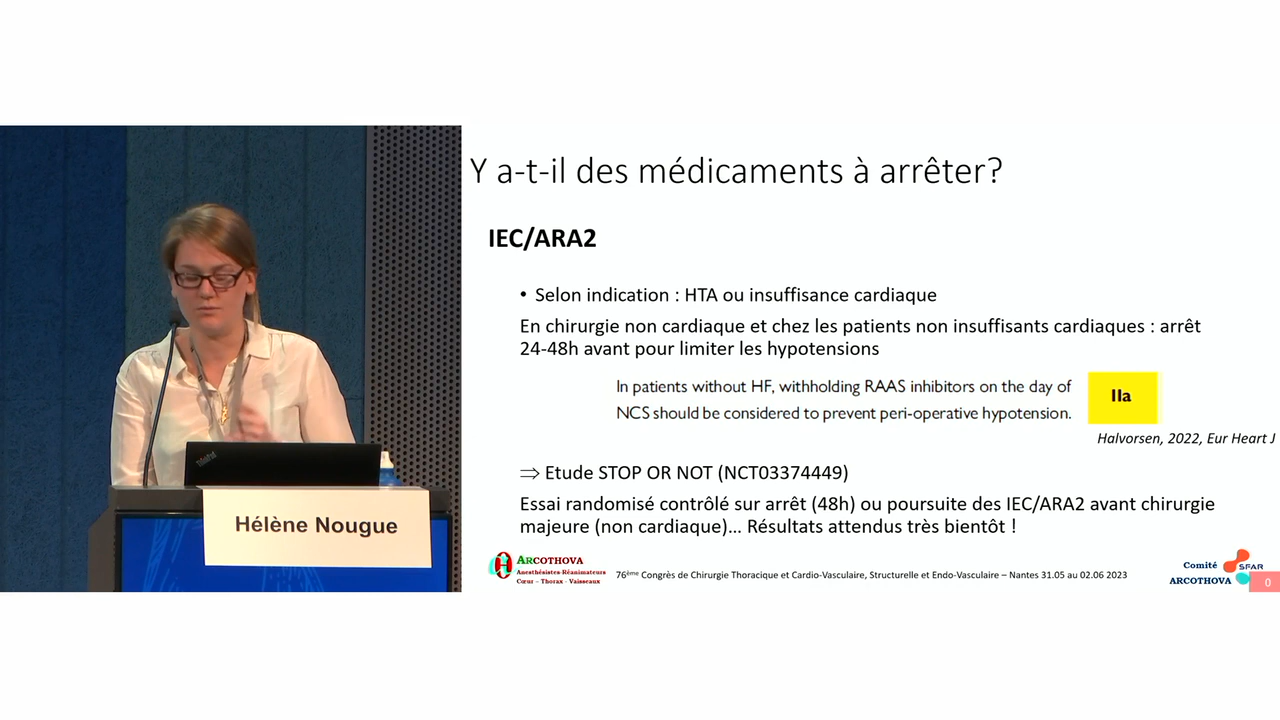 Y a-t-il des médicaments à arrêter?
IEC/ARA2
• Selon indication : HTA ou insuffisance cardiaque
En chirurgie non cardiaque et chez les patients non insuffisants cardiaques : arrêt
24-48h avant pour limiter les hypotensions
In patients without HF, withholding RAAS inhibitors on the day of
NCS should be considered to prevent peri-operative hypotension.
IIa
Halvorsen, 2022, Eur Heart J
⇒ Etude STOP OR NOT (NCT03374449)
Essai randomisé contrôlé sur arrêt (48h) ou poursuite des IEC/ARA2 avant chirurgie
majeure (non cardiaque)... Résultats attendus très bientôt !
Hélène Nougue
ThinkPad
ARCOTHOVA
Anesthésistes-Réanimateurs
Cœur – Thorax - Vaisseaux
76ème Congrès de Chirurgie Thoracique et Cardio-Vasculaire, Structurelle et Endo-Vasculaire – Nantes 31.05 au 02.06 2023
Comité
ARCOTHOVA
SFAR
0